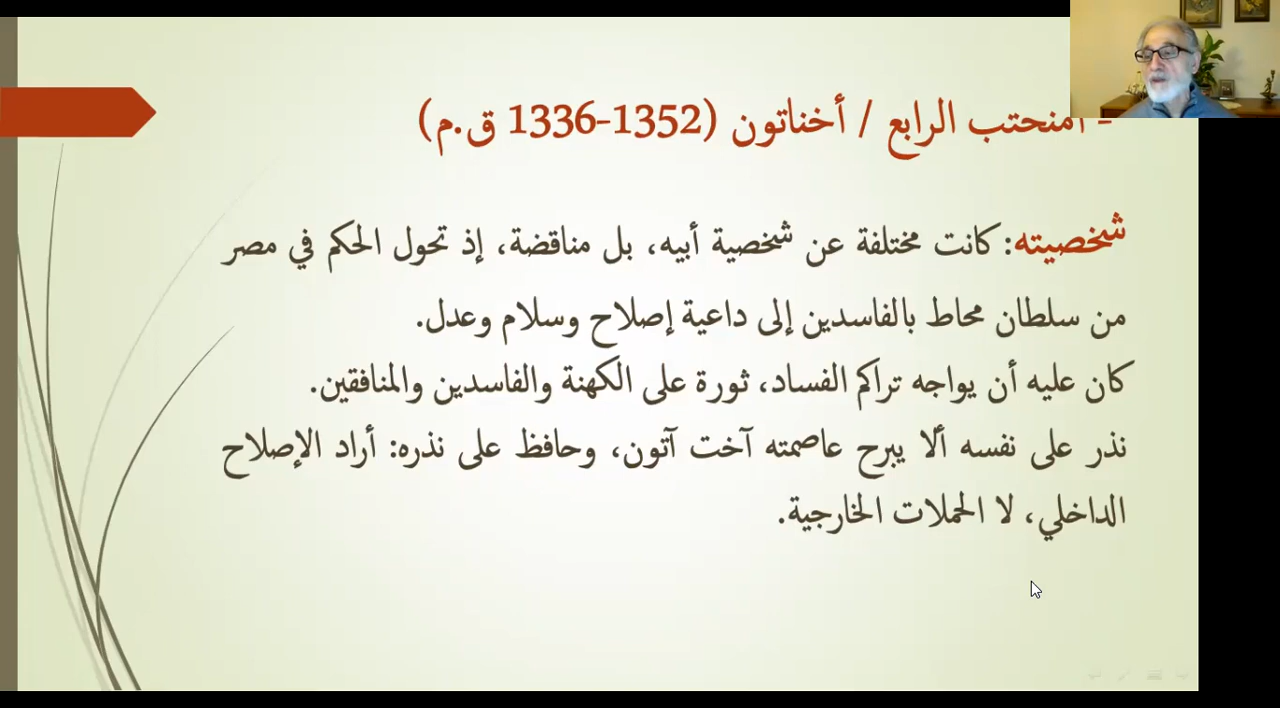 - امنحتب الرابع / أخناتون (1352-1336 ق.م)
شخصيته: كانت مختلفة عن شخصية أبيه، بل مناقضة، إذ تحول الحكم في مصر
من سلطان محاط بالفاسدين إلى داعية إصلاح وسلام وعدل.
كان عليه أن يواجه تراكم الفساد، ثورة على الكهنة والفاسدين والمنافقين.
نذر على نفسه ألا يبرح عاصمته آخت آتون، وحافظ على نذره: أراد الإصلاح
الداخلي، لا الحملات الخارجية.